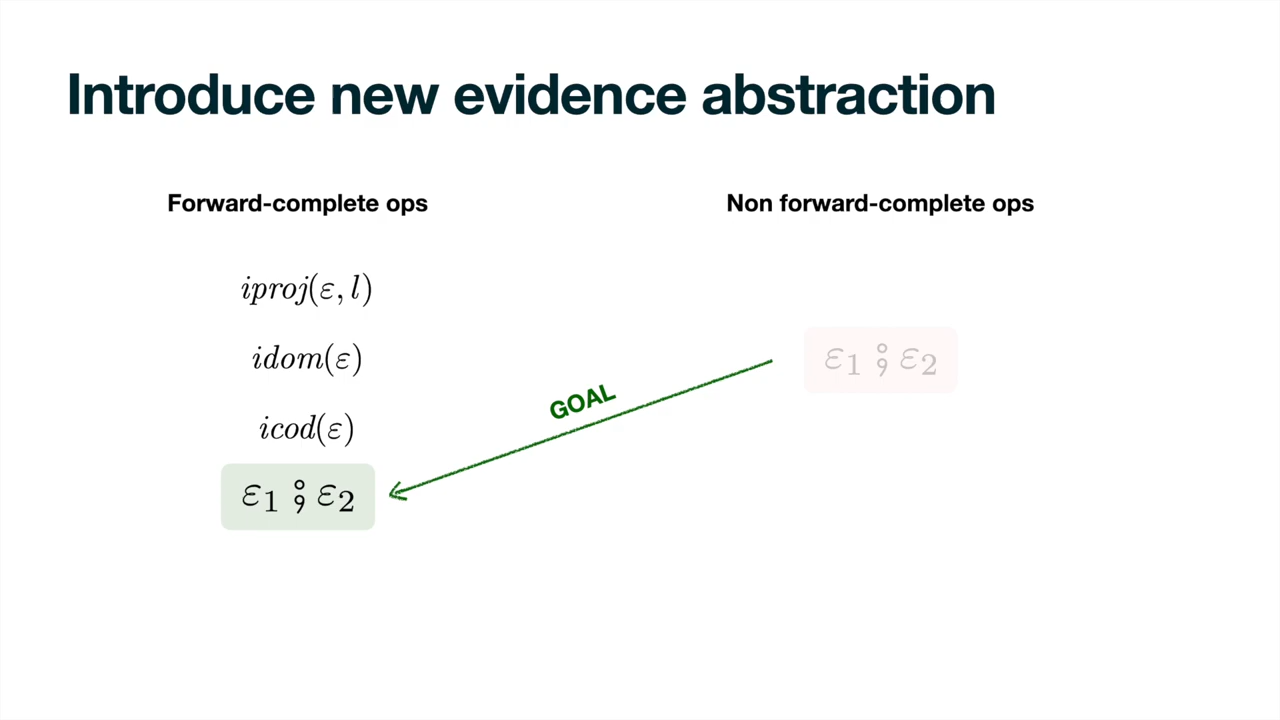 Introduce new evidence abstraction
Forward-complete ops
Non forward-complete ops
iproj(ε, l)
idom(ε)
icod(ε)
ε₁ ⨟ ε₂
GOAL
ε₁ ⨟ ε₂